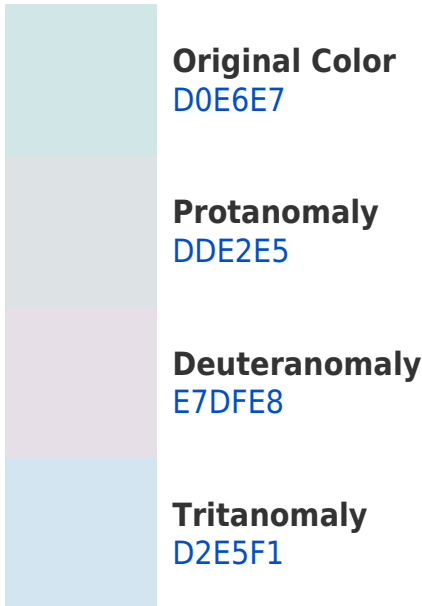 Original Color
D0E6E7
Protanomaly
DDE2E5
Deuteranomaly
E7DFE8
Tritanomaly
D2E5F1